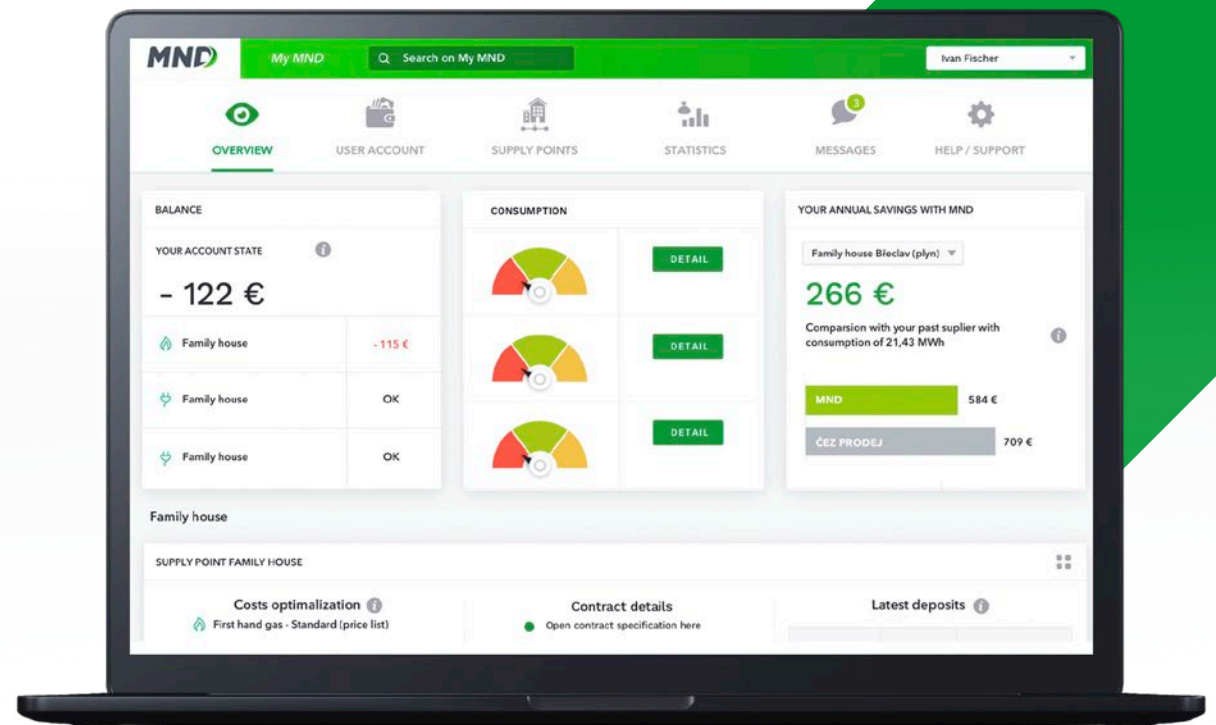 MND
My MND
Search on My MND
Ivan Fischer
3
OVERVIEW
USER ACCOUNT
SUPPLY POINTS
STATISTICS
MESSAGES
HELP / SUPPORT
BALANCE
YOUR ACCOUNT STATE
- 122 €
Family house
- 115 €
Family house
OK
Family house
OK
CONSUMPTION
DETAIL
DETAIL
DETAIL
YOUR ANNUAL SAVINGS WITH MND
Family house Břeclav (plyn)
266 €
Comparsion with your past suplier with
consumption of 21,43 MWh
MND
584 €
ČEZ PRODEJ
709 €
Family house
SUPPLY POINT FAMILY HOUSE
Costs optimalization
First hand gas - Standard (price list)
Contract details
Open contract specification here
Latest deposits